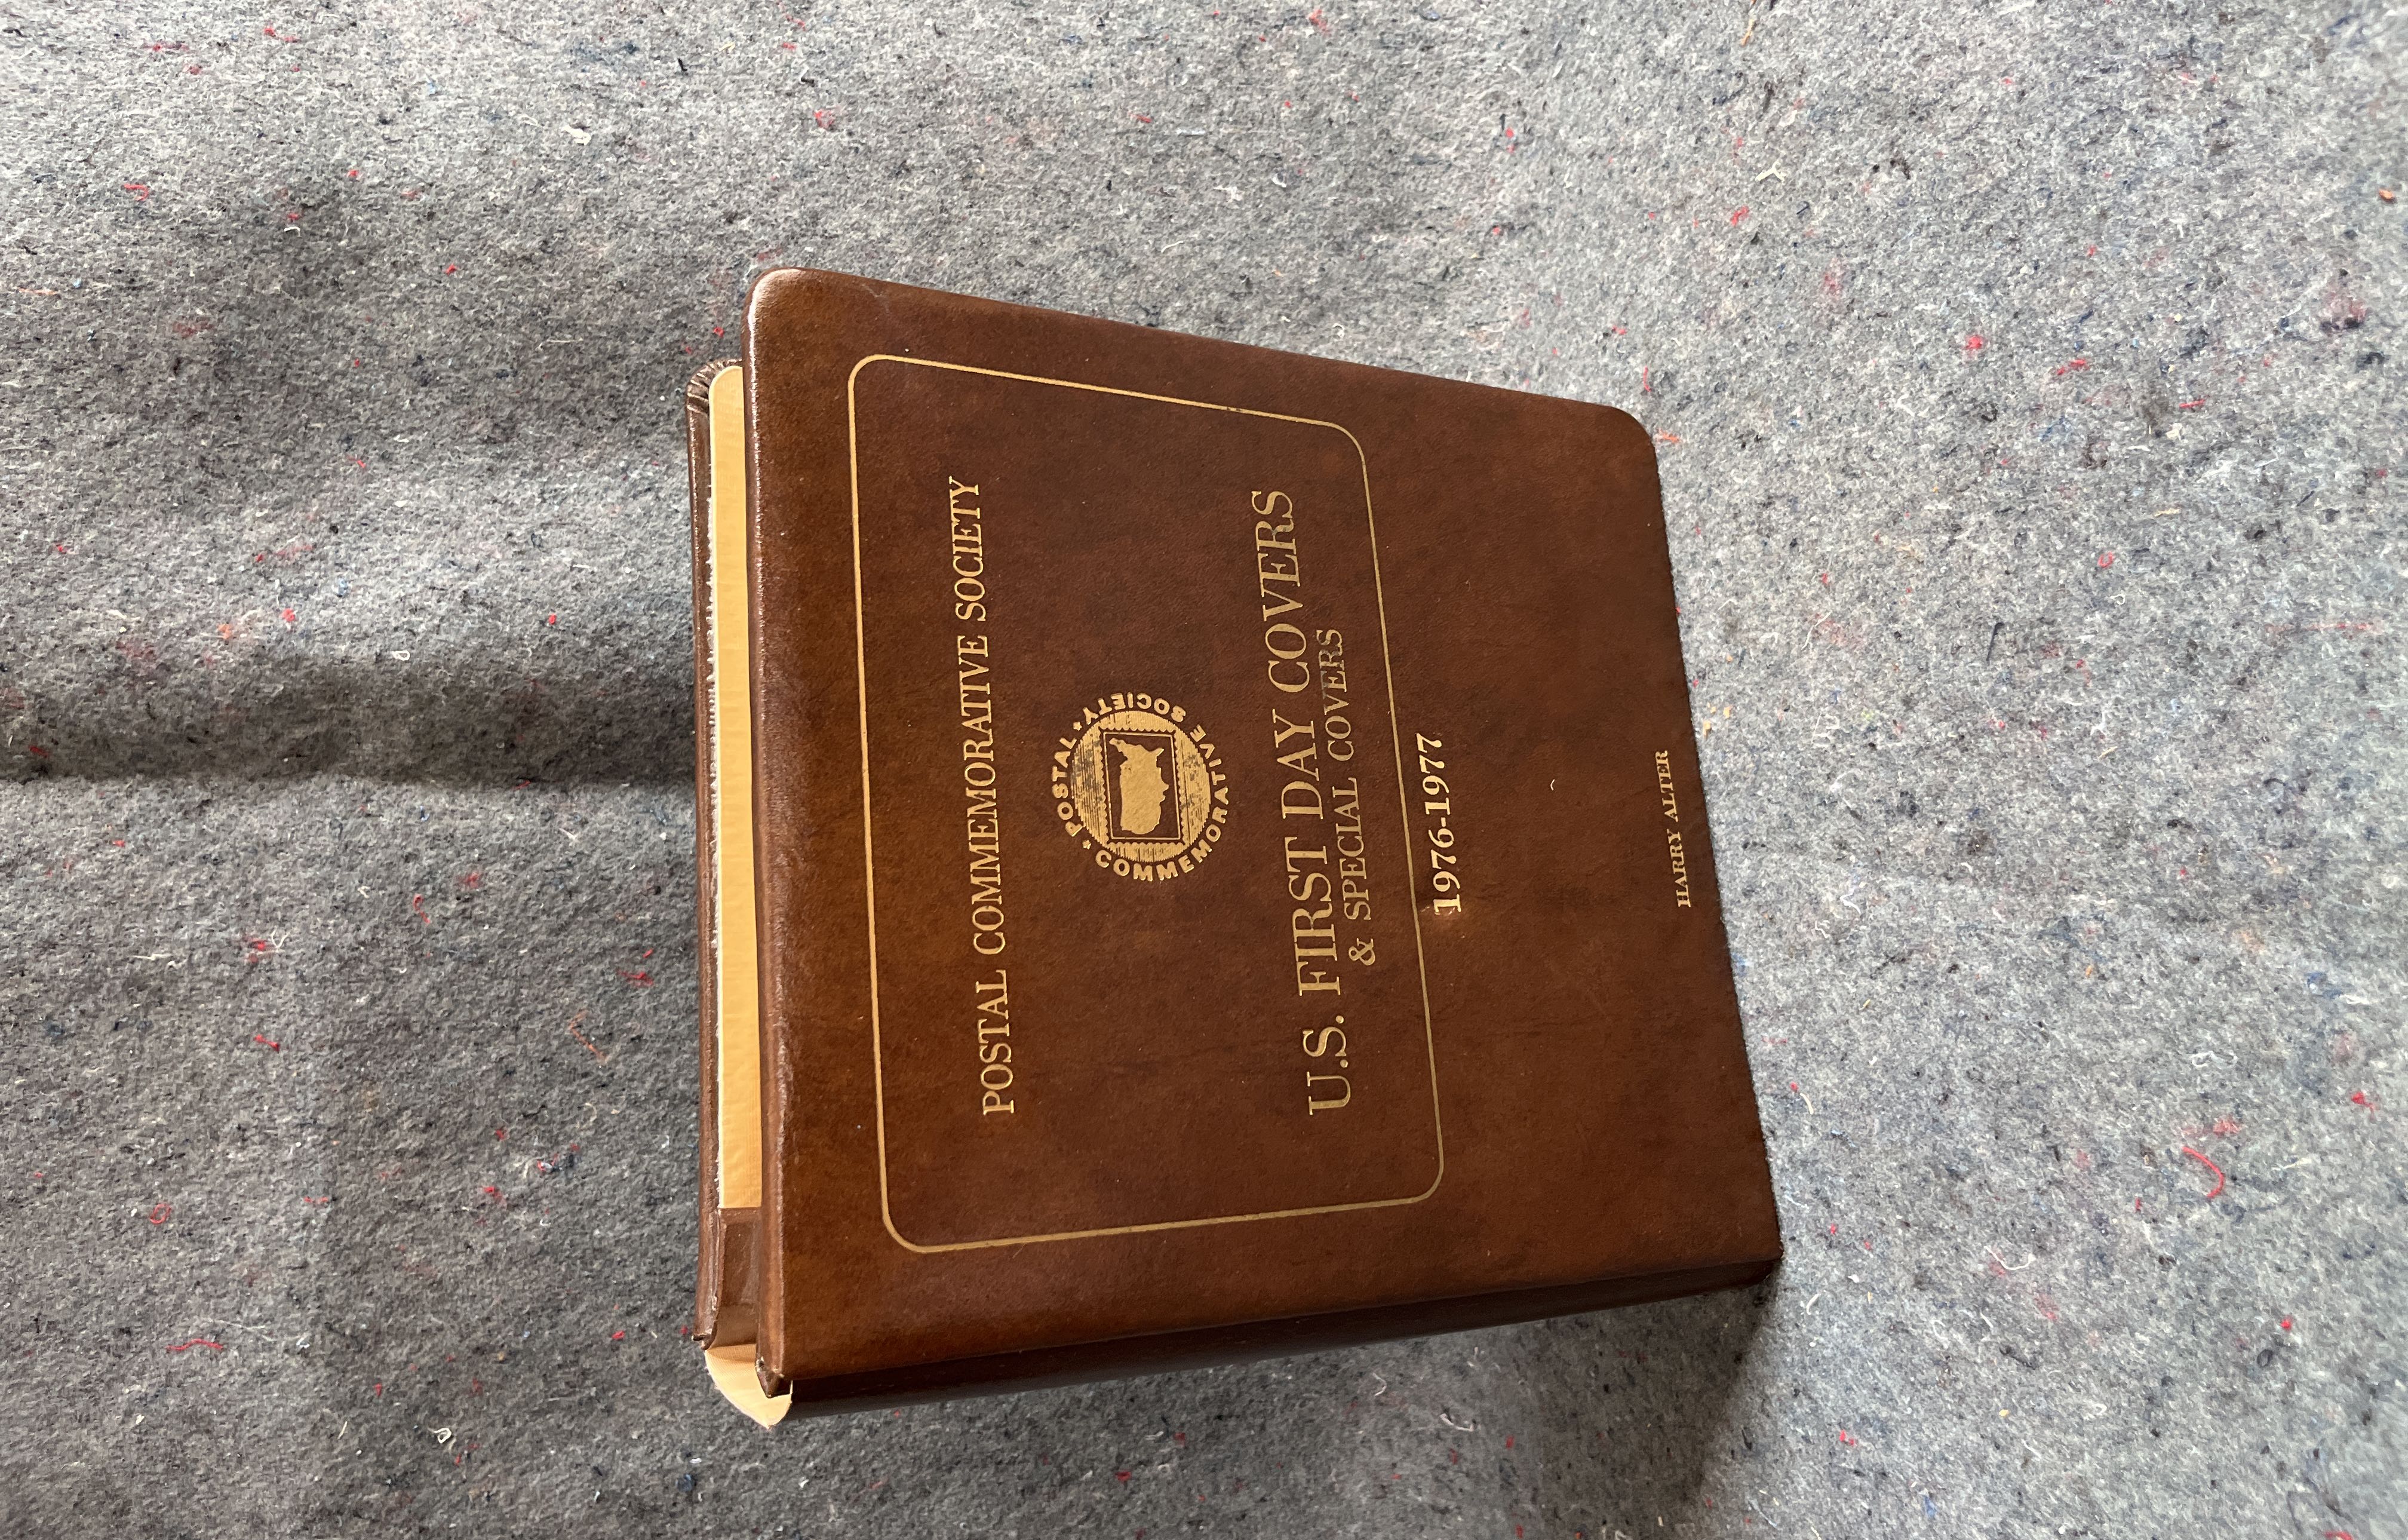 POSTAL COMMEMORATIVE SOCIETY
★ POSTAL ★
COMMEMORATIVE SOCIETY
U.S. FIRST DAY COVERS
& SPECIAL COVERS
1976-1977
HARRY ALTER